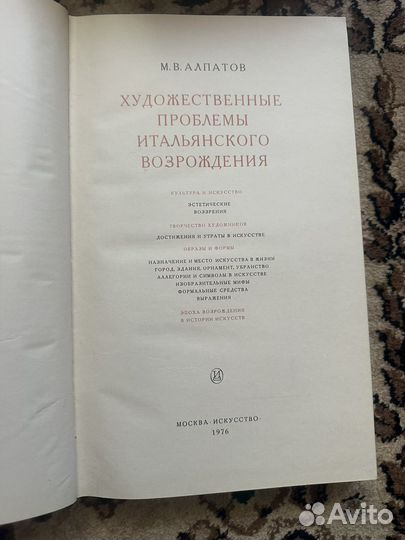 М. В. АЛПАТОВ
ХУДОЖЕСТВЕННЫЕ
ПРОБЛЕМЫ
ИТАЛЬЯНСКОГО
ВОЗРОЖДЕНИЯ
КУЛЬТУРА И ИСКУССТВО
ЭСТЕТИЧЕСКИЕ
ВОЗЗРЕНИЯ
ТВОРЧЕСТВО ХУДОЖНИКОВ
ДОСТИЖЕНИЯ И УТРАТЫ В ИСКУССТВЕ
ОБРАЗЫ И ФОРМЫ
НАЗНАЧЕНИЕ И МЕСТО ИСКУССТВА В ЖИЗНИ
ГОРОД, ЗДАНИЕ, ОРНАМЕНТ, УБРАНСТВО
АЛЛЕГОРИИ И СИМВОЛЫ В ИСКУССТВЕ
ИЗОБРАЗИТЕЛЬНЫЕ МИФЫ
ФОРМАЛЬНЫЕ СРЕДСТВА
ВЫРАЖЕНИЯ
ЭПОХА ВОЗРОЖДЕНИЯ
В ИСТОРИИ ИСКУССТВ
МОСКВА · ИСКУССТВО ·
1976
Avito